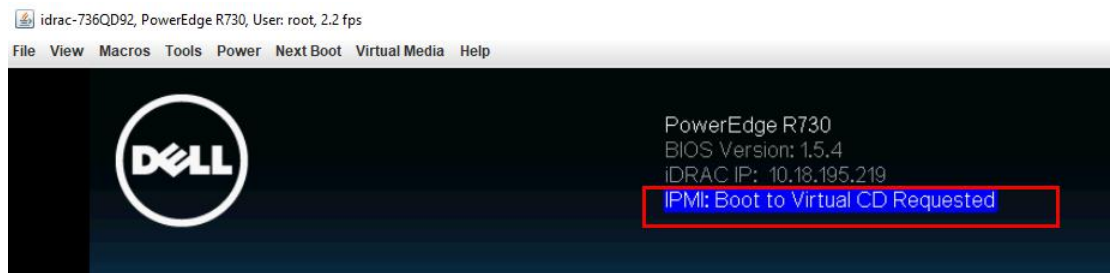 idrac-736QD92, PowerEdge R730, User: root, 2.2 fps
File View Macros Tools Power Next Boot Virtual Media Help
DELL
PowerEdge R730
BIOS Version: 1.5.4
iDRAC IP: 10.18.195.219
IPMI: Boot to Virtual CD Requested